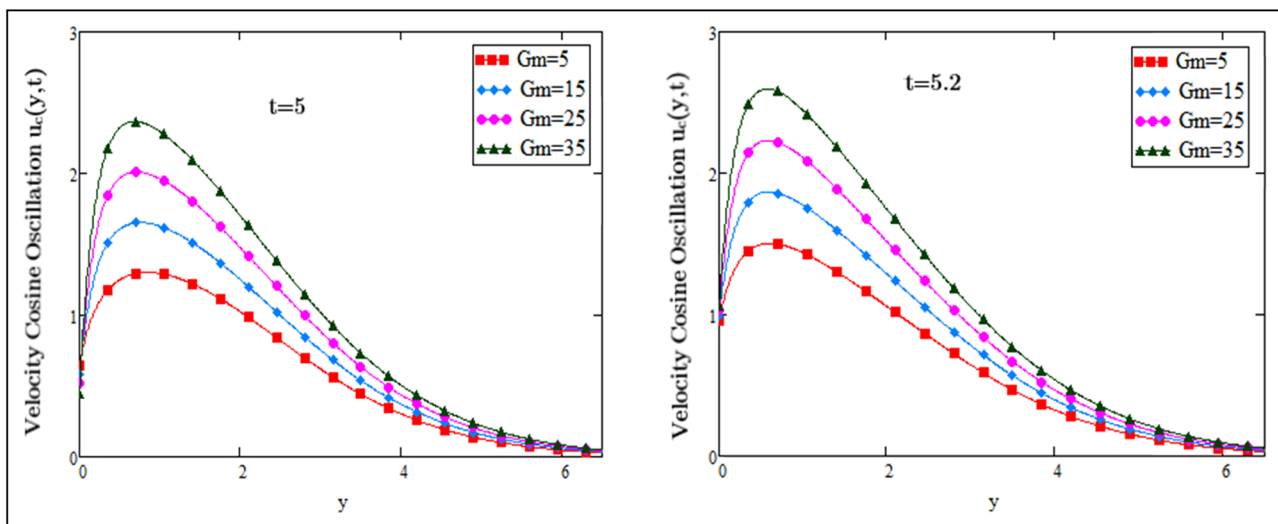 Velocity Cosine Oscillation u_c(y,t)
3
2
1
0
0
2
4
6
y
t=5
Gm=5
Gm=15
Gm=25
Gm=35
Velocity Cosine Oscillation u_c(y,t)
3
2
1
0
0
2
4
6
y
t=5.2
Gm=5
Gm=15
Gm=25
Gm=35